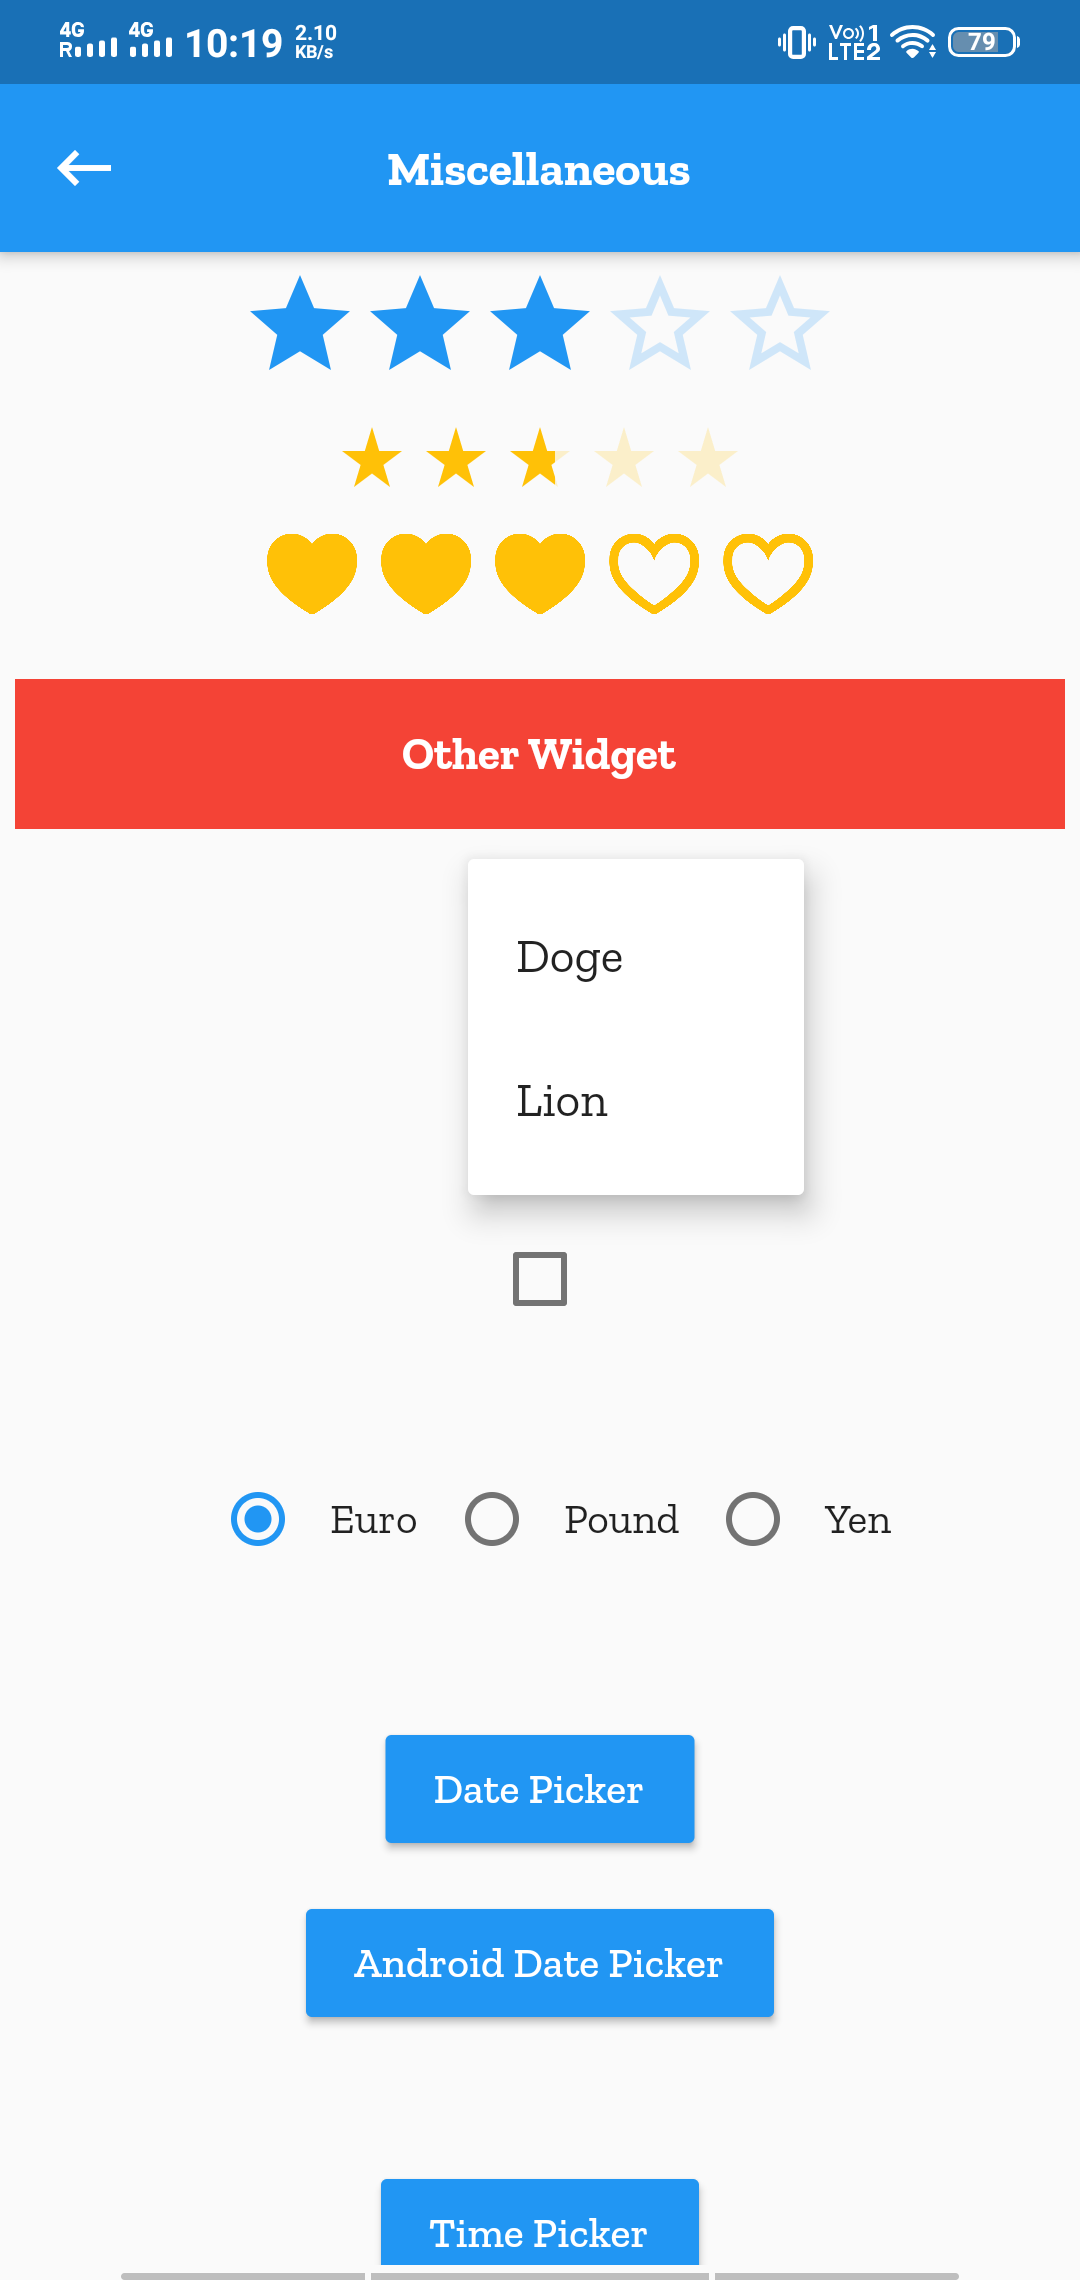 4G 4G 10:19 2.10 Vo)) 1 79
R KB/s LTE2
Miscellaneous
Other Widget
Doge
Lion
Euro Pound Yen
Date Picker
Android Date Picker
Time Picker